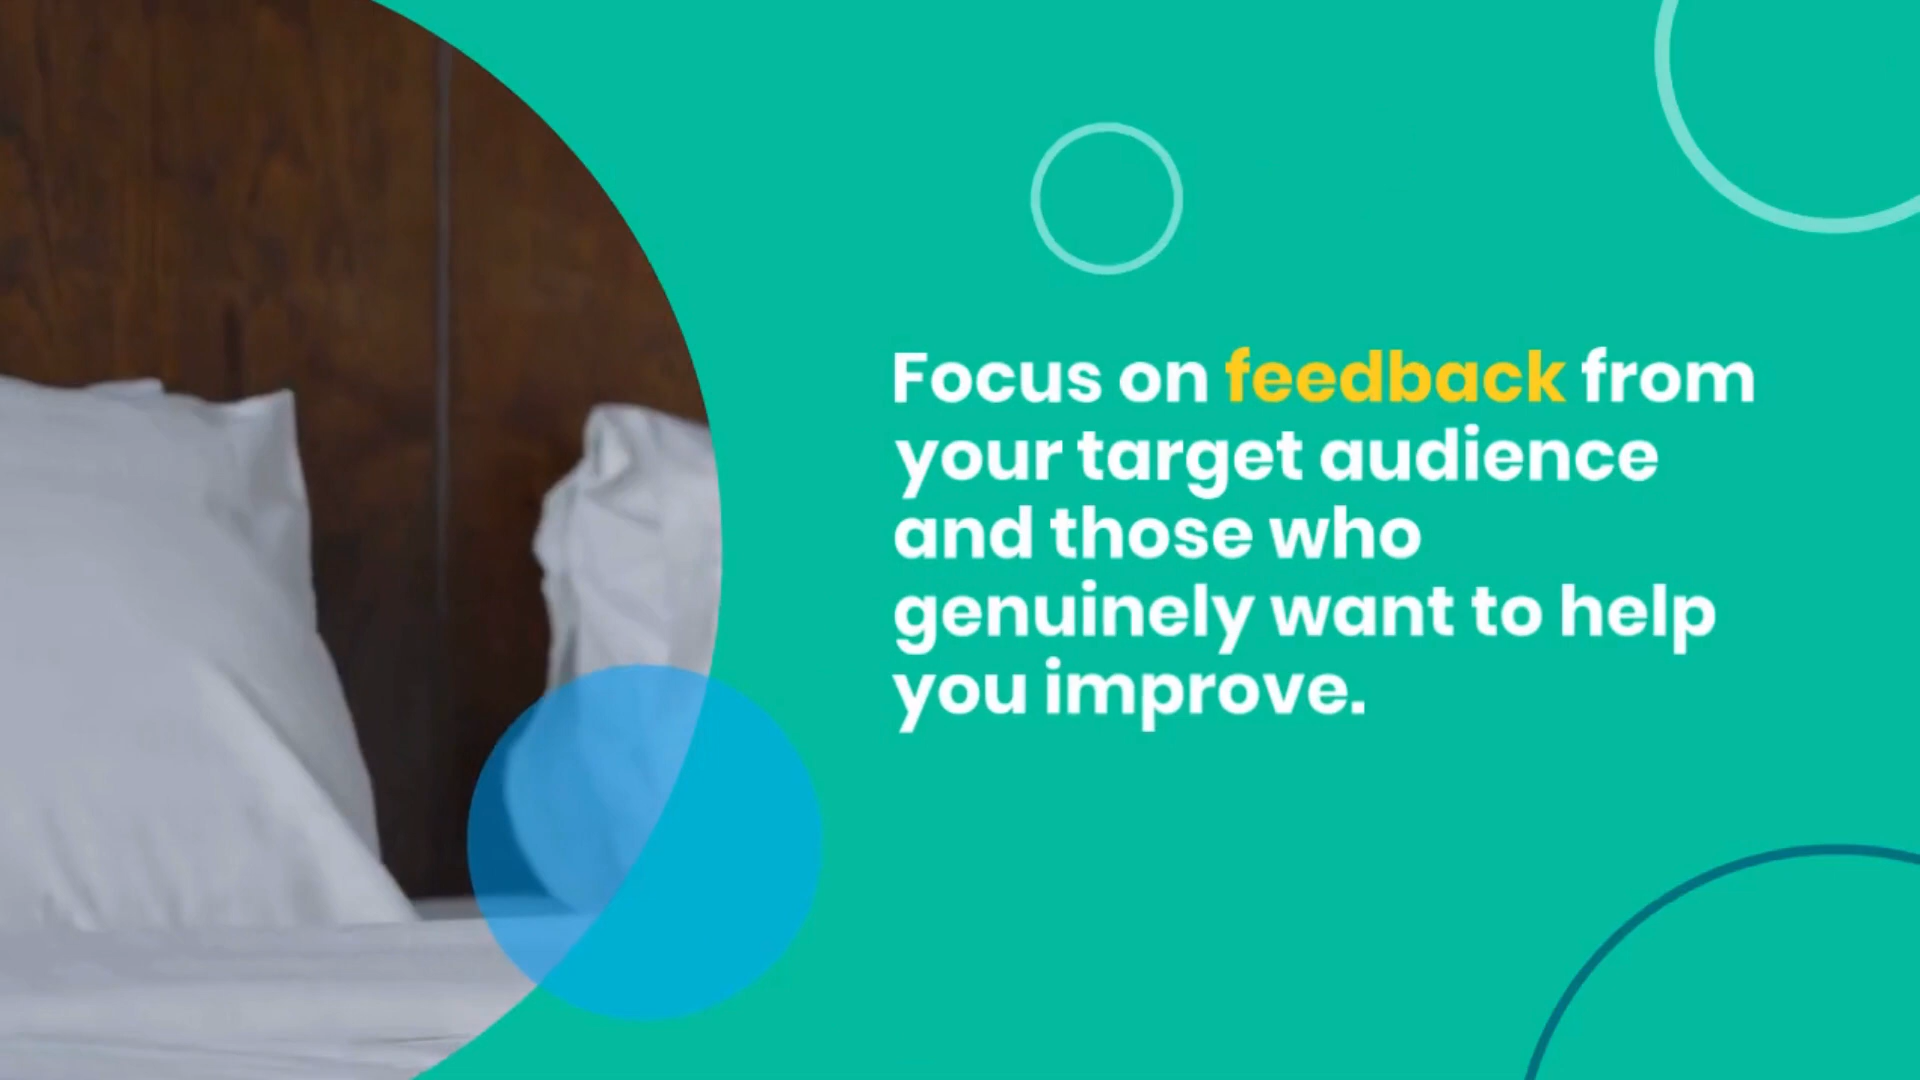 Focus on feedback from
your target audience
and those who
genuinely want to help
you improve.